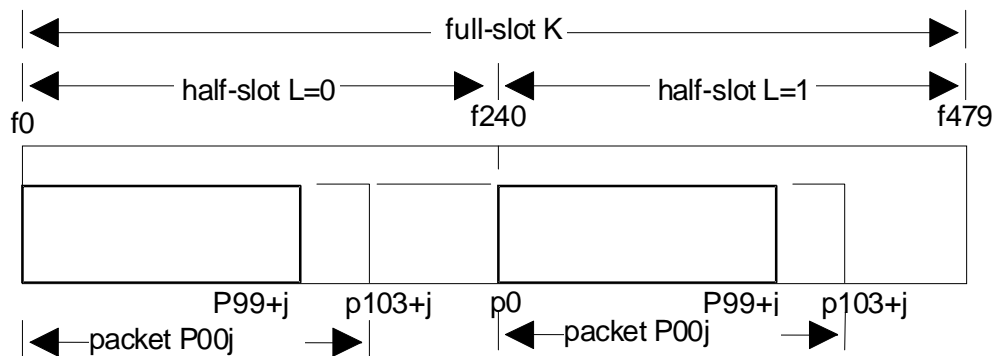 full-slot K
half-slot L=0 half-slot L=1
f0 f240 f479
P99+j p103+j p0 P99+j p103+j
packet P00j packet P00j